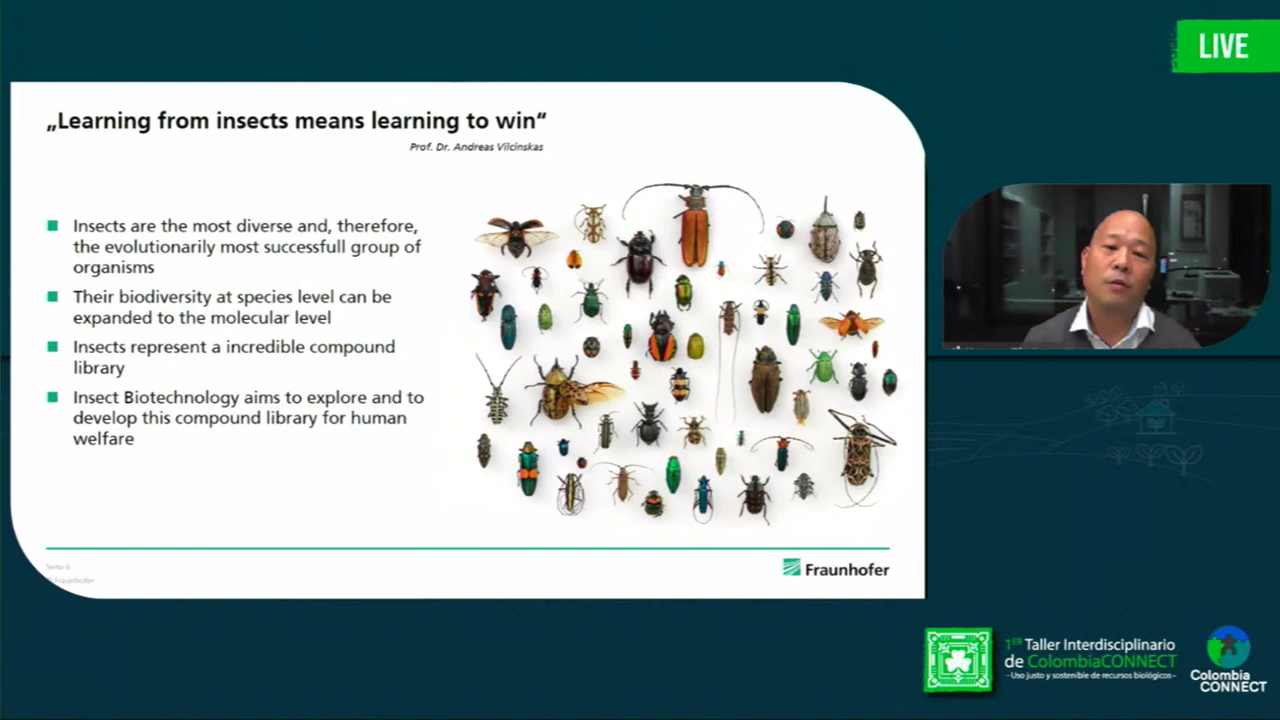 LIVE
„Learning from insects means learning to win“
Prof. Dr. Andreas Vilcinskas
■ Insects are the most diverse and, therefore,
the evolutionarily most successfull group of
organisms
■ Their biodiversity at species level can be
expanded to the molecular level
■ Insects represent a incredible compound
library
■ Insect Biotechnology aims to explore and to
develop this compound library for human
welfare
Seite 6
© Fraunhofer
Fraunhofer
1ER Taller Interdisciplinario
de ColombiaCONNECT
-Uso justo y sostenible de recursos biológicos-
Colombia
CONNECT